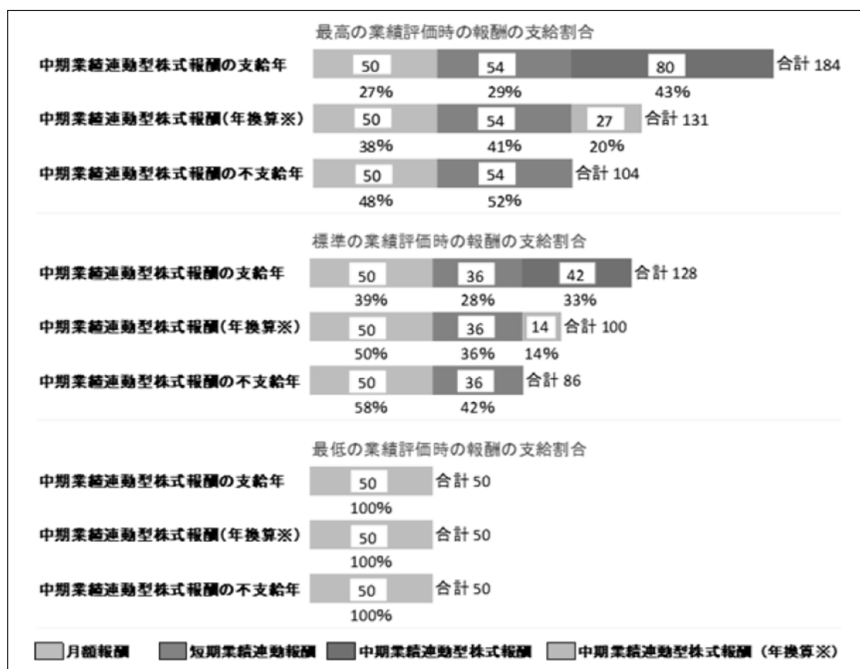 最高の業績評価時の報酬の支給割合
中期業績連動型株式報酬の支給年 50 54 80 合計 184
27% 29% 43%
中期業績連動型株式報酬(年換算※) 50 54 27 合計 131
38% 41% 20%
中期業績連動型株式報酬の不支給年 50 54 合計 104
48% 52%
標準の業績評価時の報酬の支給割合
中期業績連動型株式報酬の支給年 50 36 42 合計 128
39% 28% 33%
中期業績連動型株式報酬(年換算※) 50 36 14 合計 100
50% 36% 14%
中期業績連動型株式報酬の不支給年 50 36 合計 86
58% 42%
最低の業績評価時の報酬の支給割合
中期業績連動型株式報酬の支給年 50 合計 50
100%
中期業績連動型株式報酬(年換算※) 50 合計 50
100%
中期業績連動型株式報酬の不支給年 50 合計 50
100%
月額報酬 短期業績連動報酬 中期業績連動型株式報酬 中期業績連動型株式報酬 (年換算※)